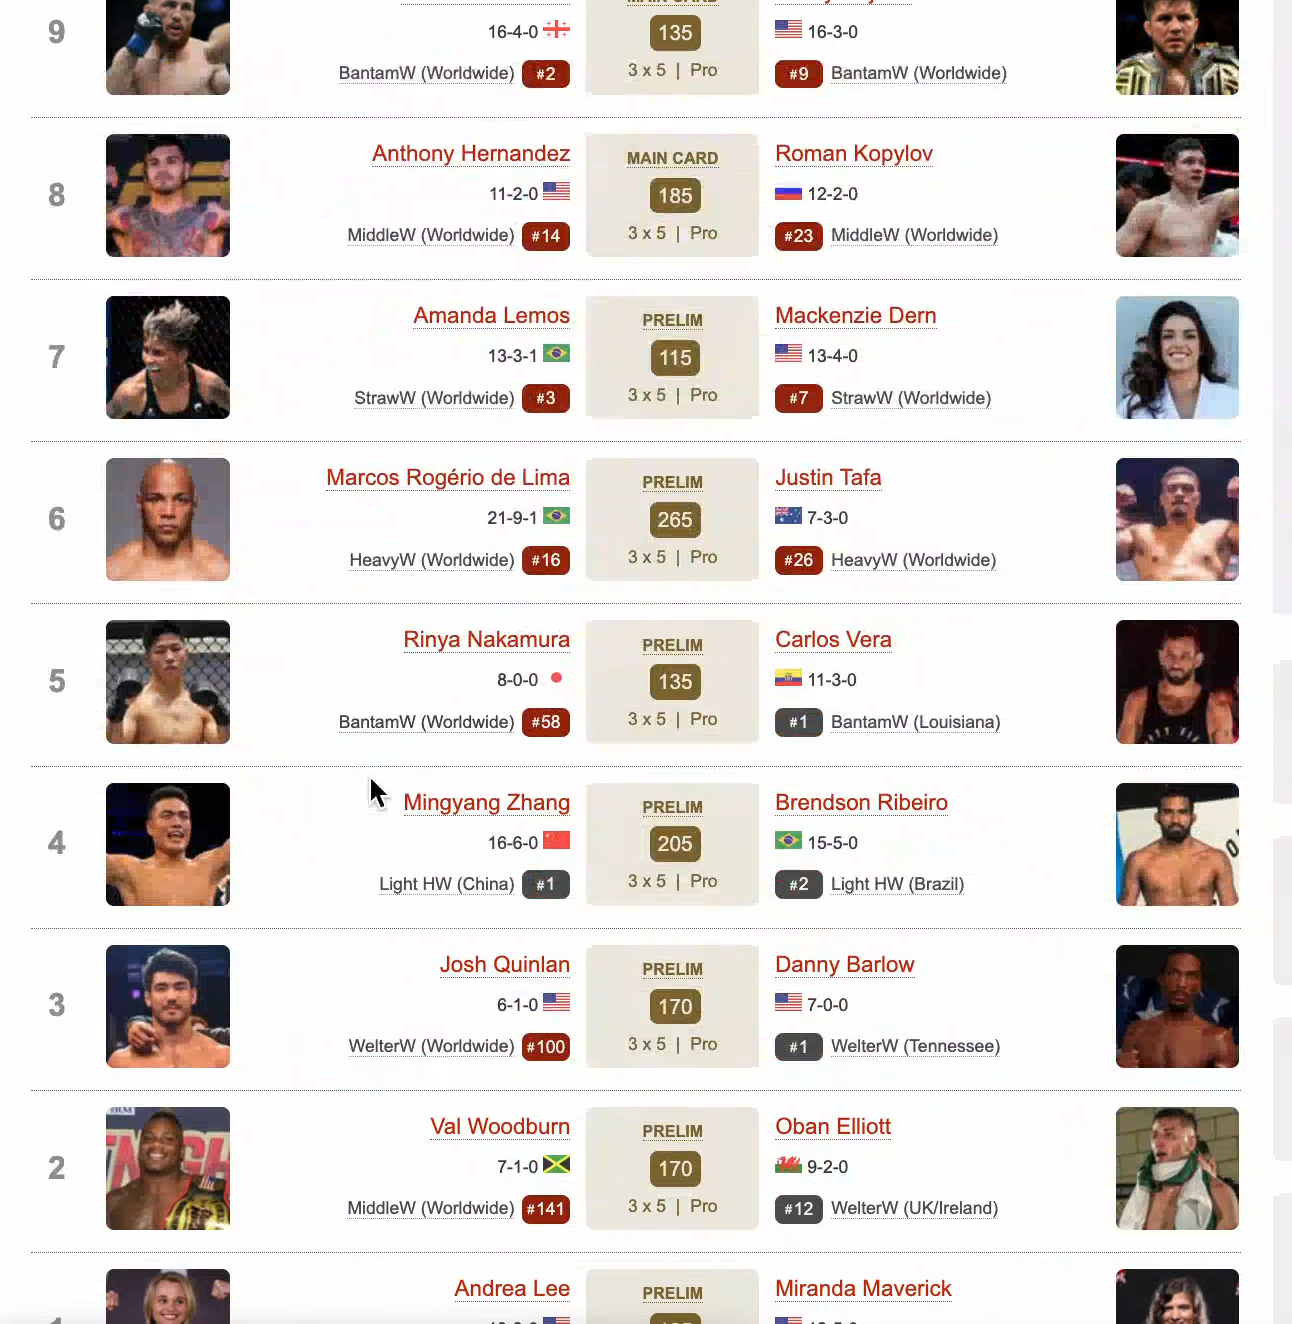 9
16-4-0
BantamW (Worldwide) #2
MAIN CARD
135
3 x 5 | Pro
16-3-0
#9 BantamW (Worldwide)
8
Anthony Hernandez
11-2-0
MiddleW (Worldwide) #14
MAIN CARD
185
3 x 5 | Pro
Roman Kopylov
12-2-0
#23 MiddleW (Worldwide)
7
Amanda Lemos
13-3-1
StrawW (Worldwide) #3
PRELIM
115
3 x 5 | Pro
Mackenzie Dern
13-4-0
#7 StrawW (Worldwide)
6
Marcos Rogério de Lima
21-9-1
HeavyW (Worldwide) #16
PRELIM
265
3 x 5 | Pro
Justin Tafa
7-3-0
#26 HeavyW (Worldwide)
5
Rinya Nakamura
8-0-0
BantamW (Worldwide) #58
PRELIM
135
3 x 5 | Pro
Carlos Vera
11-3-0
#1 BantamW (Louisiana)
4
Mingyang Zhang
16-6-0
Light HW (China) #1
PRELIM
205
3 x 5 | Pro
Brendson Ribeiro
15-5-0
#2 Light HW (Brazil)
3
Josh Quinlan
6-1-0
WelterW (Worldwide) #100
PRELIM
170
3 x 5 | Pro
Danny Barlow
7-0-0
#1 WelterW (Tennessee)
2
Val Woodburn
7-1-0
MiddleW (Worldwide) #141
PRELIM
170
3 x 5 | Pro
Oban Elliott
9-2-0
#12 WelterW (UK/Ireland)
Andrea Lee
PRELIM
Miranda Maverick